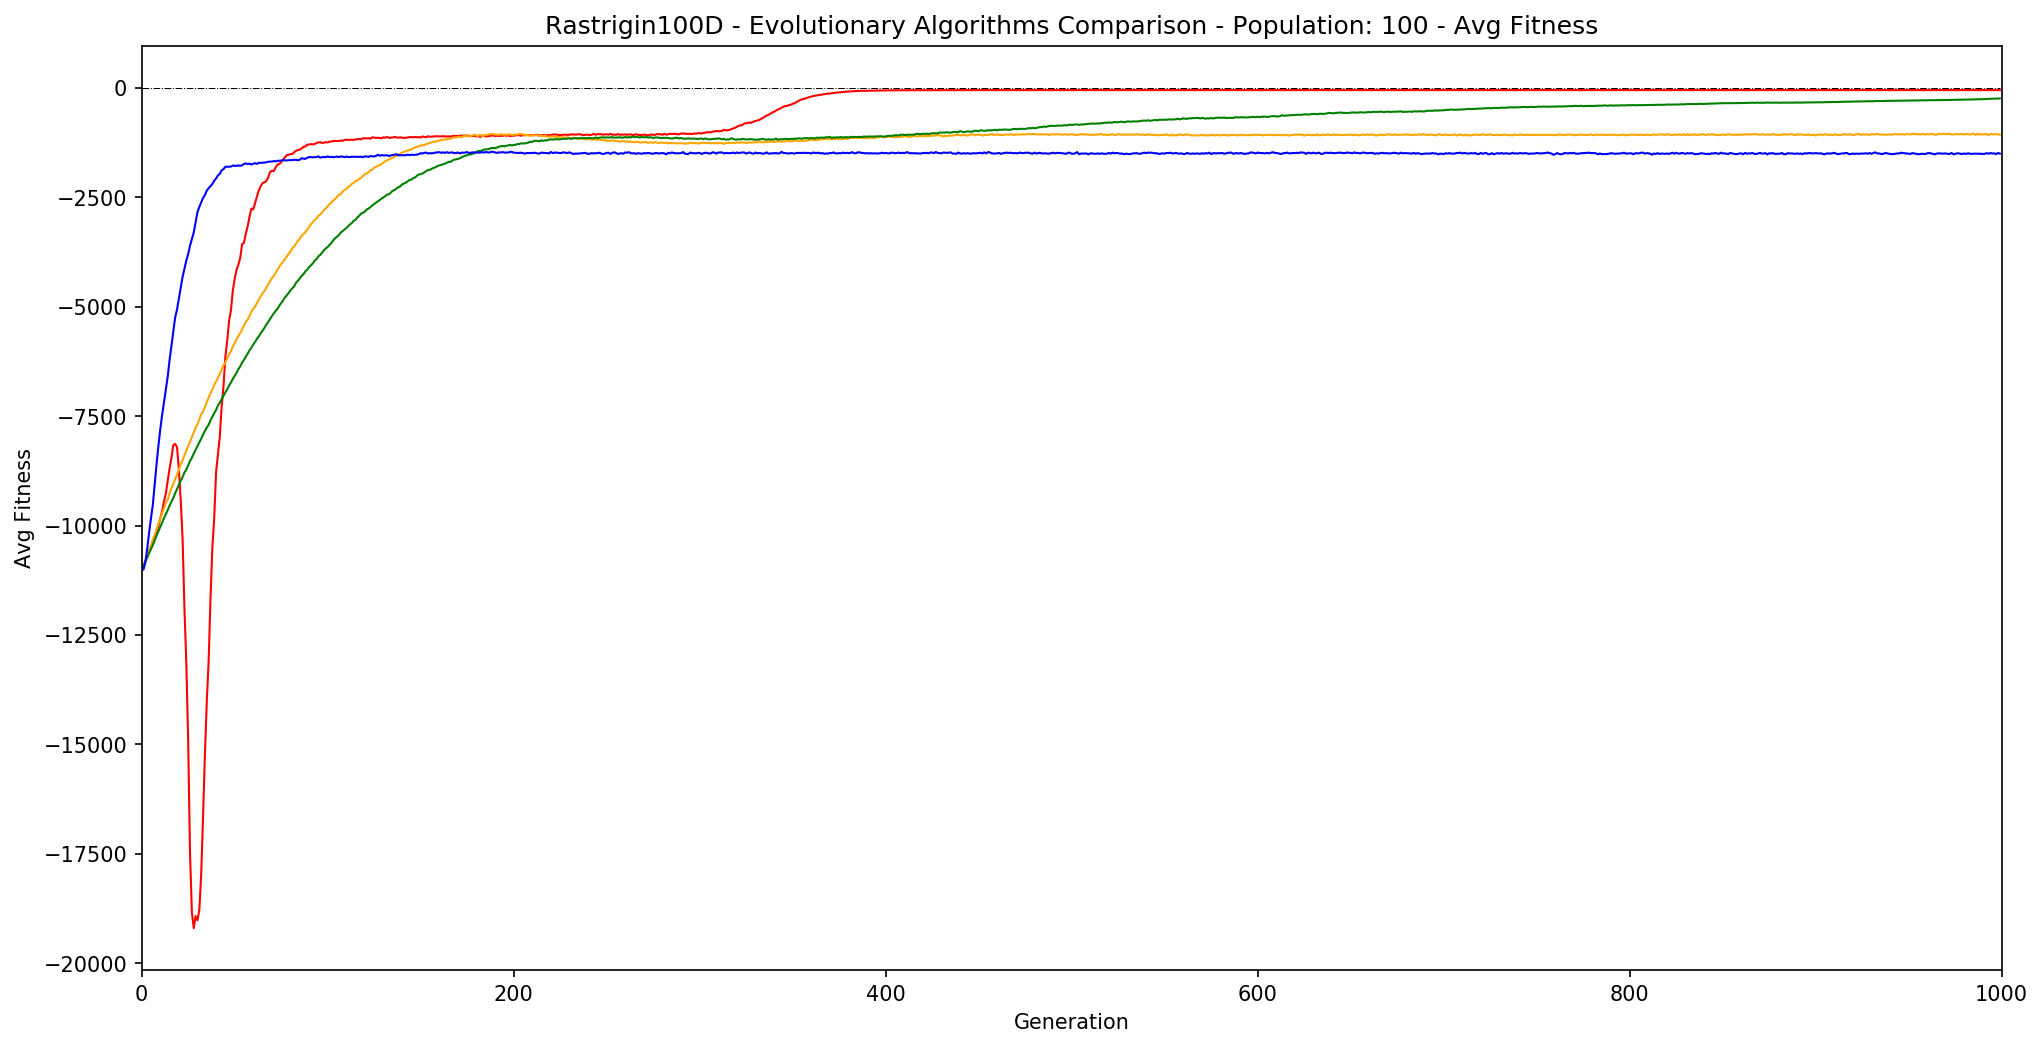 Rastrigin100D - Evolutionary Algorithms Comparison - Population: 100 - Avg Fitness
0
−2500
−5000
−7500
−10000
−12500
−15000
−17500
−20000
Avg Fitness
0 200 400 600 800 1000
Generation